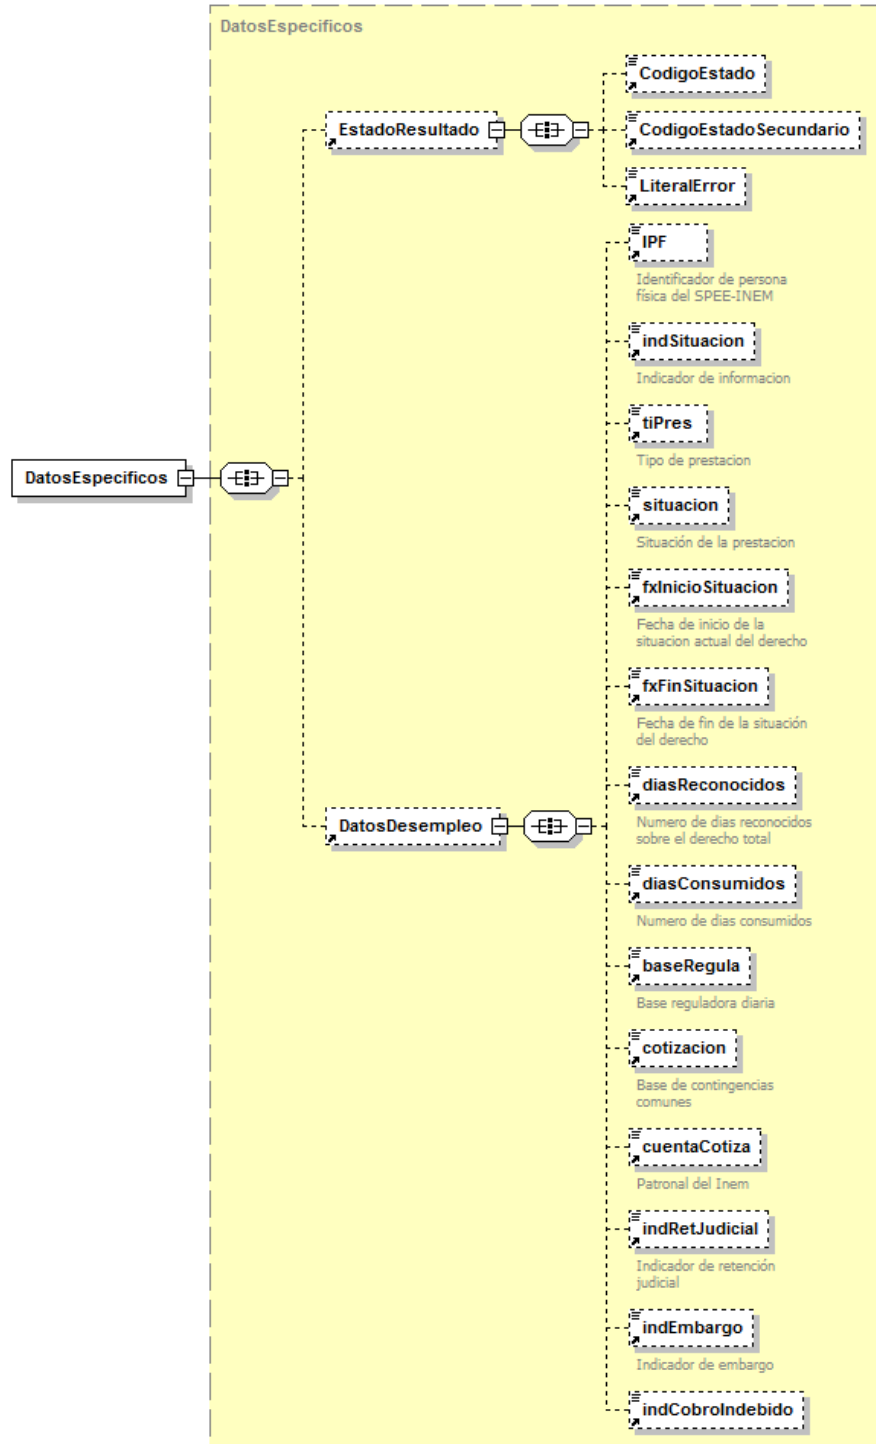 DatosEspecificos
CodigoEstado
EstadoResultado
CodigoEstadoSecundario
LiteralError
IPF
Identificador de persona
física del SPEE-INEM
indSituacion
Indicador de informacion
tiPres
Tipo de prestacion
DatosEspecificos
situacion
Situación de la prestacion
fxInicioSituacion
Fecha de inicio de la
situacion actual del derecho
fxFinSituacion
Fecha de fin de la situación
del derecho
diasReconocidos
Numero de dias reconocidos
sobre el derecho total
DatosDesempleo
diasConsumidos
Numero de dias consumidos
baseRegula
Base reguladora diaria
cotizacion
Base de contingencias
comunes
cuentaCotiza
Patronal del Inem
indRetJudicial
Indicador de retención
judicial
indEmbargo
Indicador de embargo
indCobroIndebido